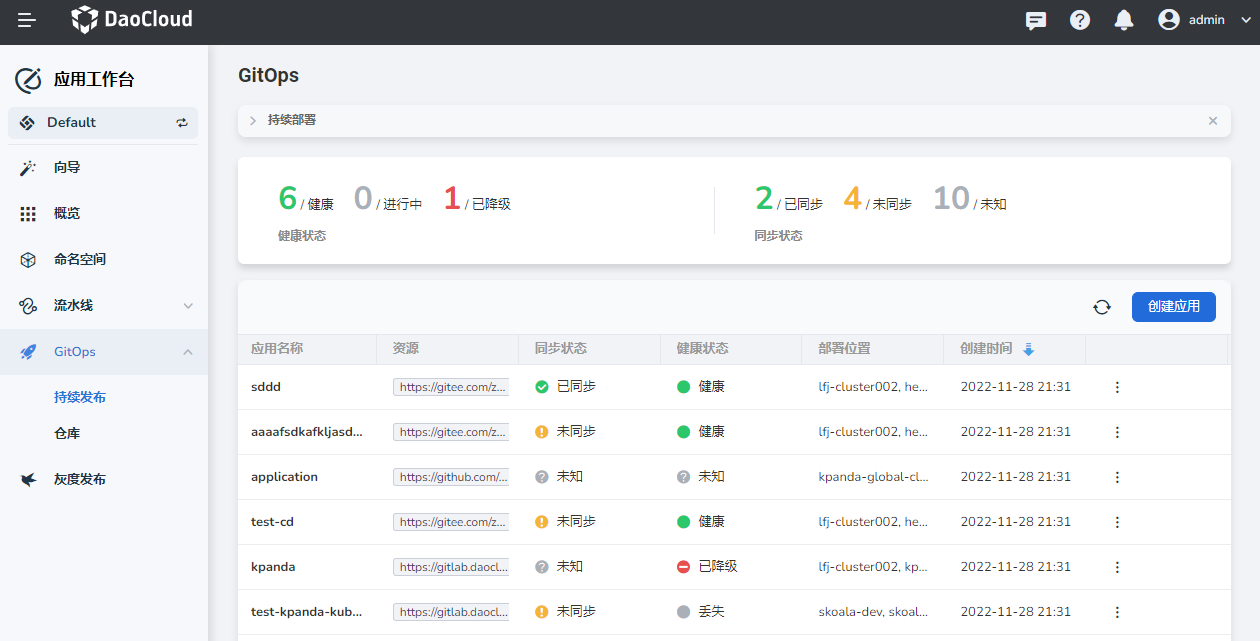 DaoCloud
admin
应用工作台
Default
向导
概览
命名空间
流水线
GitOps
持续发布
仓库
灰度发布
GitOps
持续部署
6 / 健康 0 / 进行中 1 / 已降级
健康状态
2 / 已同步 4 / 未同步 10 / 未知
同步状态
创建应用
应用名称 资源 同步状态 健康状态 部署位置 创建时间
sddd https://gitee.com/z... 已同步 健康 lfj-cluster002, he... 2022-11-28 21:31
aaaafsdkafkljasd... https://gitee.com/z... 未同步 健康 lfj-cluster002, he... 2022-11-28 21:31
application https://github.com/... 未知 未知 kpanda-global-cl... 2022-11-28 21:31
test-cd https://gitee.com/z... 未同步 健康 lfj-cluster002, he... 2022-11-28 21:31
kpanda https://gitlab.daocl... 未知 已降级 lfj-cluster002, kp... 2022-11-28 21:31
test-kpanda-kub... https://gitlab.daocl... 未同步 丢失 skoala-dev, skoal... 2022-11-28 21:31